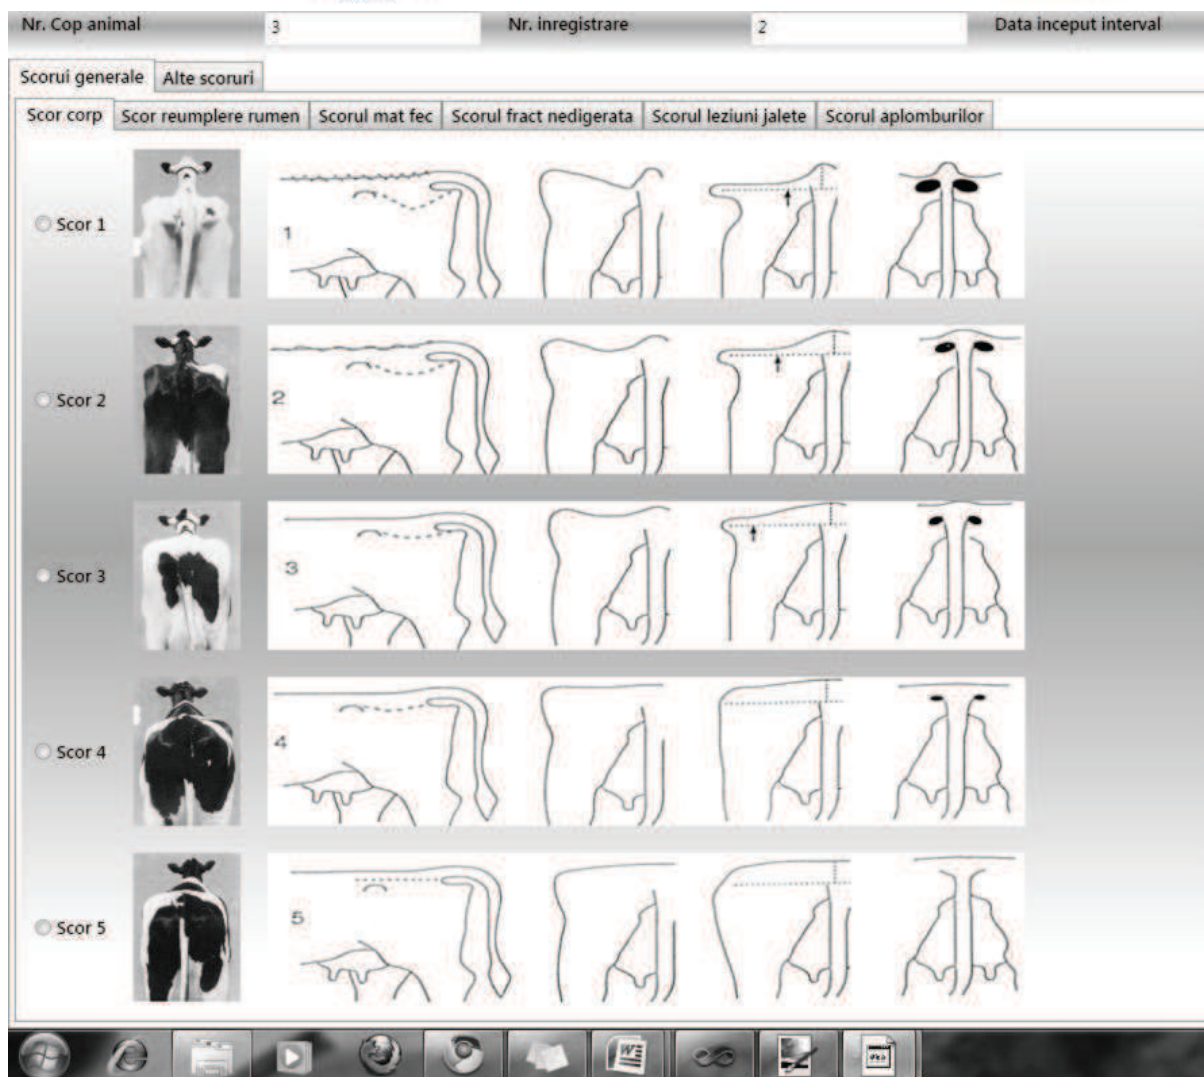 Nr. Cop animal 3 Nr. inregistrare 2 Data inceput interval
Scorui generale Alte scoruri
Scor corp Scor reumplere rumen Scorul mat fec Scorul fract nedigerata Scorul leziuni jalete Scorul aplomburilor
Scor 1 1
Scor 2 2
Scor 3 3
Scor 4 4
Scor 5 5
W